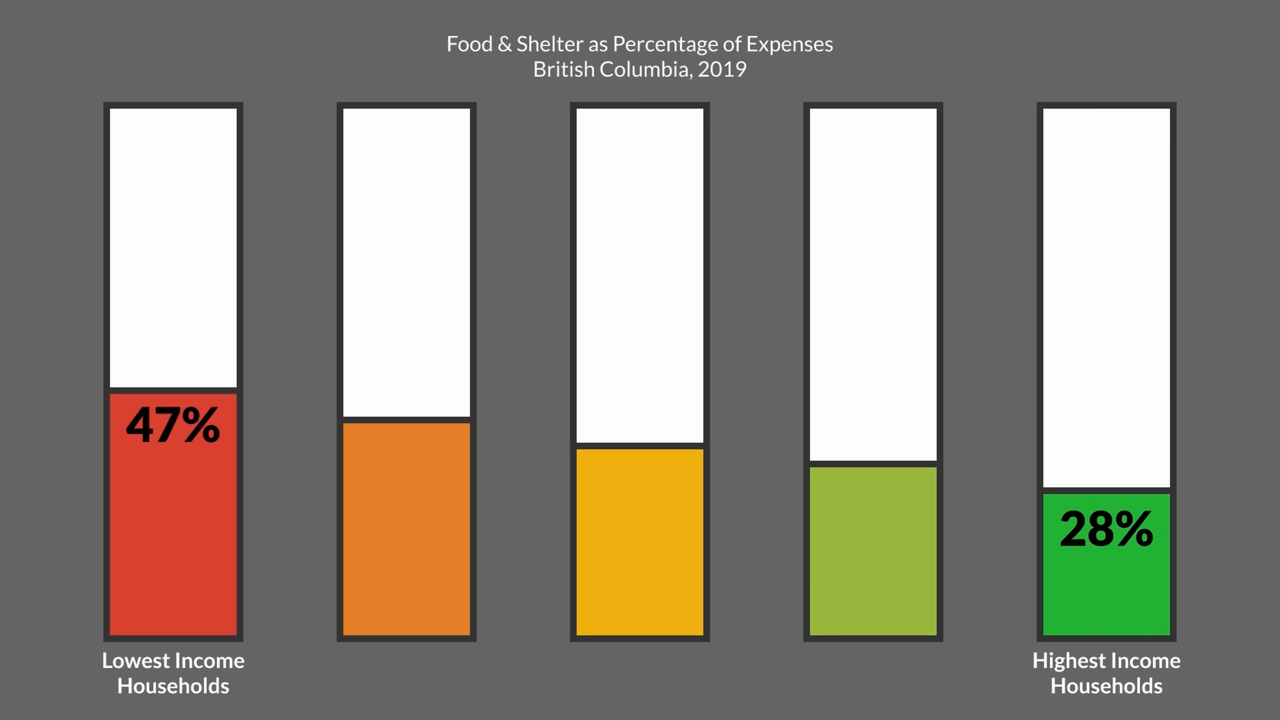 Food & Shelter as Percentage of Expenses
British Columbia, 2019
47%
28%
Lowest Income
Households
Highest Income
Households